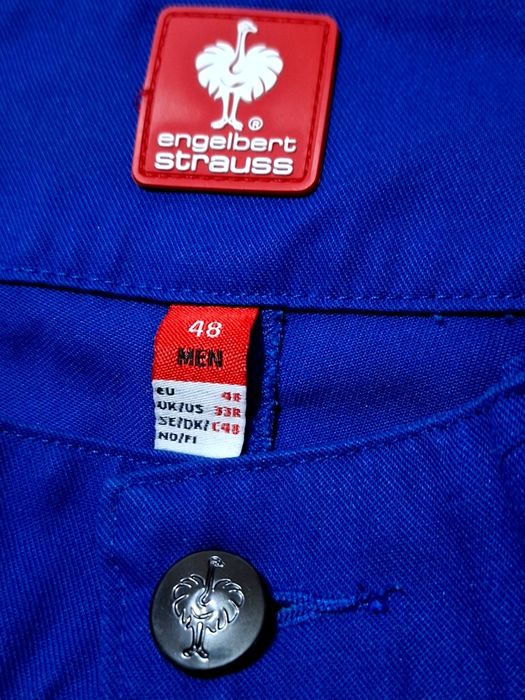 ®
engelbert
strauss
48
MEN
EU 48
UK/US 33R
SE/DK/ C48
NO/FI